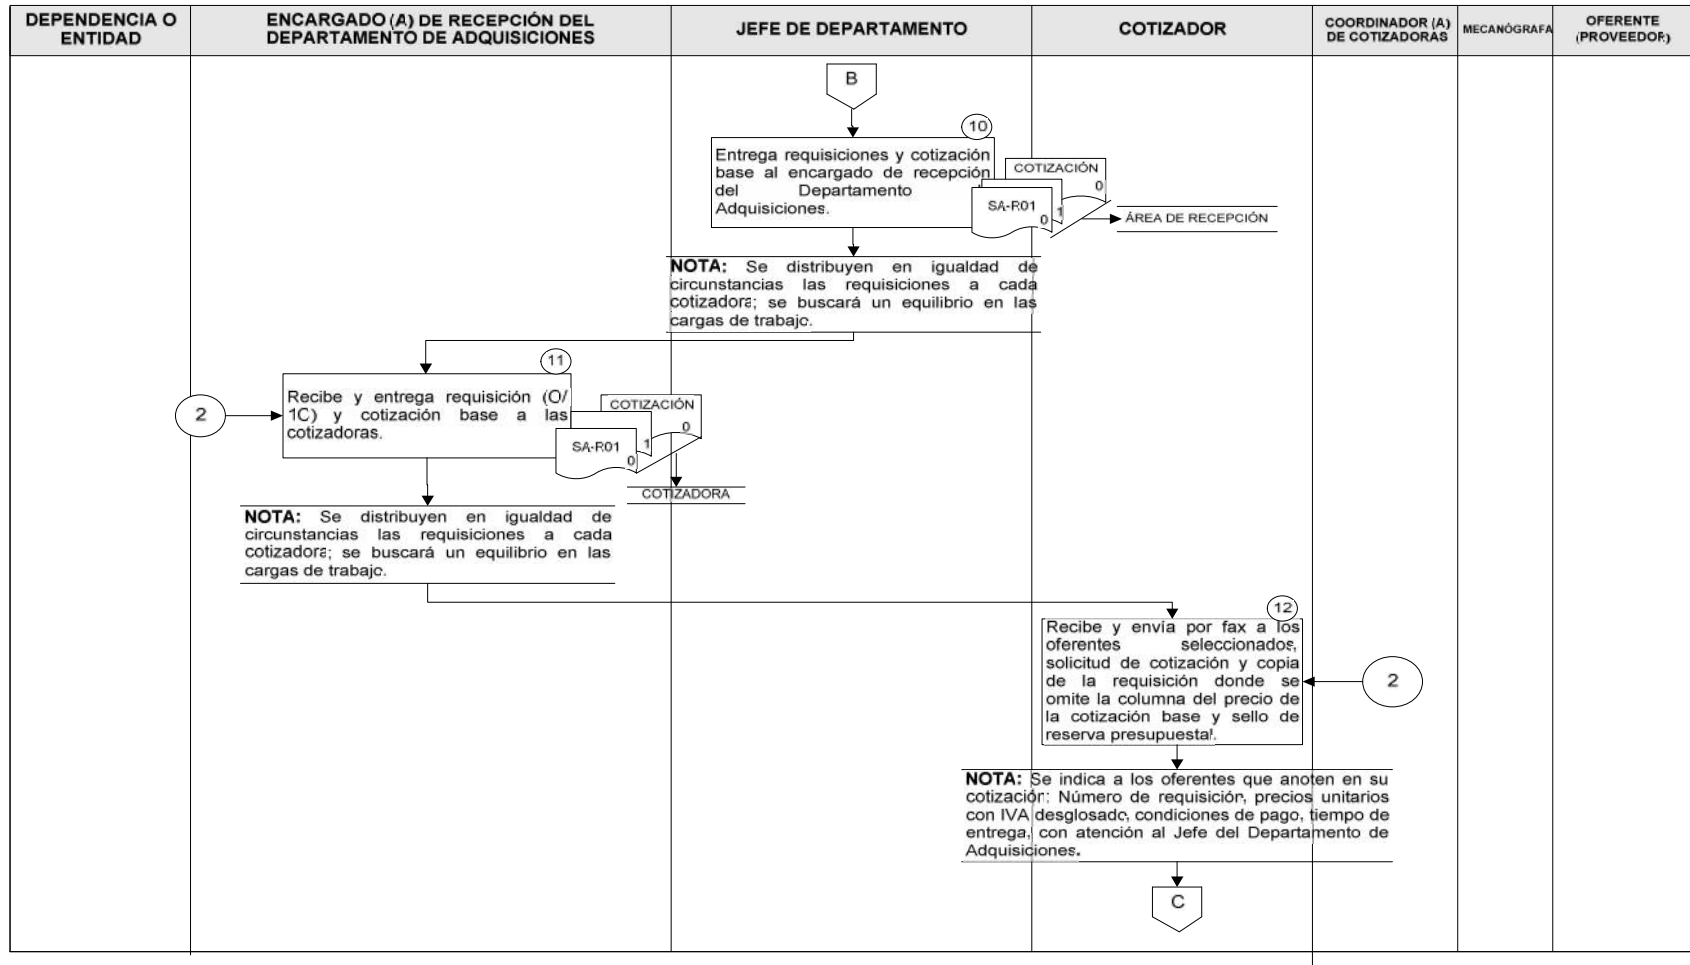 DEPENDENCIA O
ENTIDAD
ENCARGADO (A) DE RECEPCIÓN DEL
DEPARTAMENTO DE ADQUISICIONES
JEFE DE DEPARTAMENTO
COTIZADOR
COORDINADOR (A)
DE COTIZADORAS
MECANÓGRAFA
OFERENTE
(PROVEEDOR)
B
10
Entrega requisiciones y cotización
base al encargado de recepción
del Departamento
Adquisiciones.
COTIZACIÓN
0
1
SA-R01
0
ÁREA DE RECEPCIÓN
NOTA: Se distribuyen en igualdad de
circunstancias las requisiciones a cada
cotizadora; se buscará un equilibrio en las
cargas de trabajo.
11
2
Recibe y entrega requisición (O/
1C) y cotización base a las
cotizadoras.
COTIZACIÓN
0
1
SA-R01
0
COTIZADORA
NOTA: Se distribuyen en igualdad de
circunstancias las requisiciones a cada
cotizadora; se buscará un equilibrio en las
cargas de trabajo.
12
Recibe y envía por fax a los
oferentes seleccionados,
solicitud de cotización y copia
de la requisición donde se
omite la columna del precio de
la cotización base y sello de
reserva presupuestal.
2
NOTA: Se indica a los oferentes que anoten en su
cotización: Número de requisición, precios unitarios
con IVA desglosado, condiciones de pago, tiempo de
entrega, con atención al Jefe del Departamento de
Adquisiciones.
C